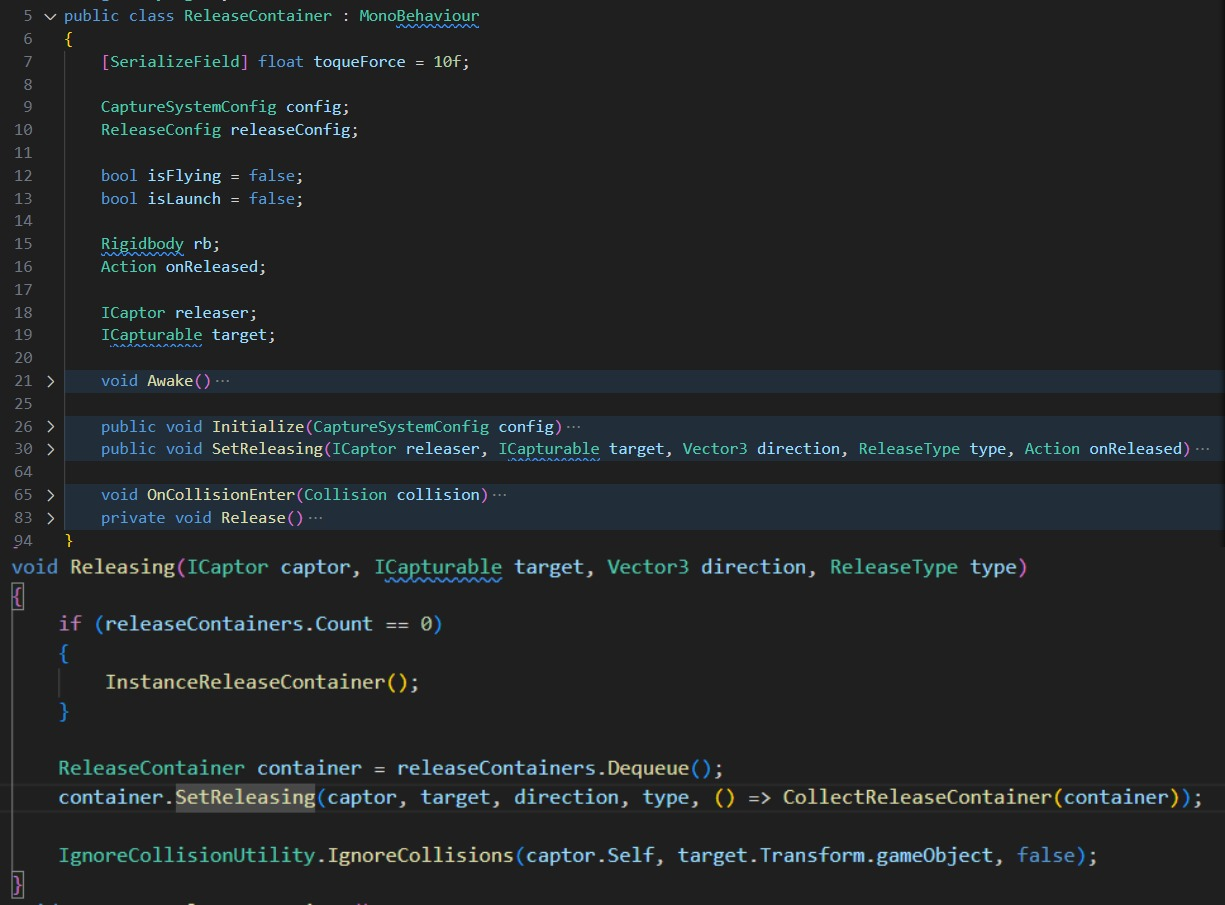 5 public class ReleaseContainer : MonoBehaviour
6 {
7 [SerializeField] float toqueForce = 10f;
8
9 CaptureSystemConfig config;
10 ReleaseConfig releaseConfig;
11
12 bool isFlying = false;
13 bool isLaunch = false;
14
15 Rigidbody rb;
16 Action onReleased;
17
18 ICaptor releaser;
19 ICapturable target;
20
21 void Awake() ···
25
26 public void Initialize(CaptureSystemConfig config) ···
30 public void SetReleasing(ICaptor releaser, ICapturable target, Vector3 direction, ReleaseType type, Action onReleased) ···
64
65 void OnCollisionEnter(Collision collision) ···
83 private void Release() ···
94 }
void Releasing(ICaptor captor, ICapturable target, Vector3 direction, ReleaseType type)
{
if (releaseContainers.Count == 0)
{
InstanceReleaseContainer();
}
ReleaseContainer container = releaseContainers.Dequeue();
container.SetReleasing(captor, target, direction, type, () => CollectReleaseContainer(container));
IgnoreCollisionUtility.IgnoreCollisions(captor.Self, target.Transform.gameObject, false);
}